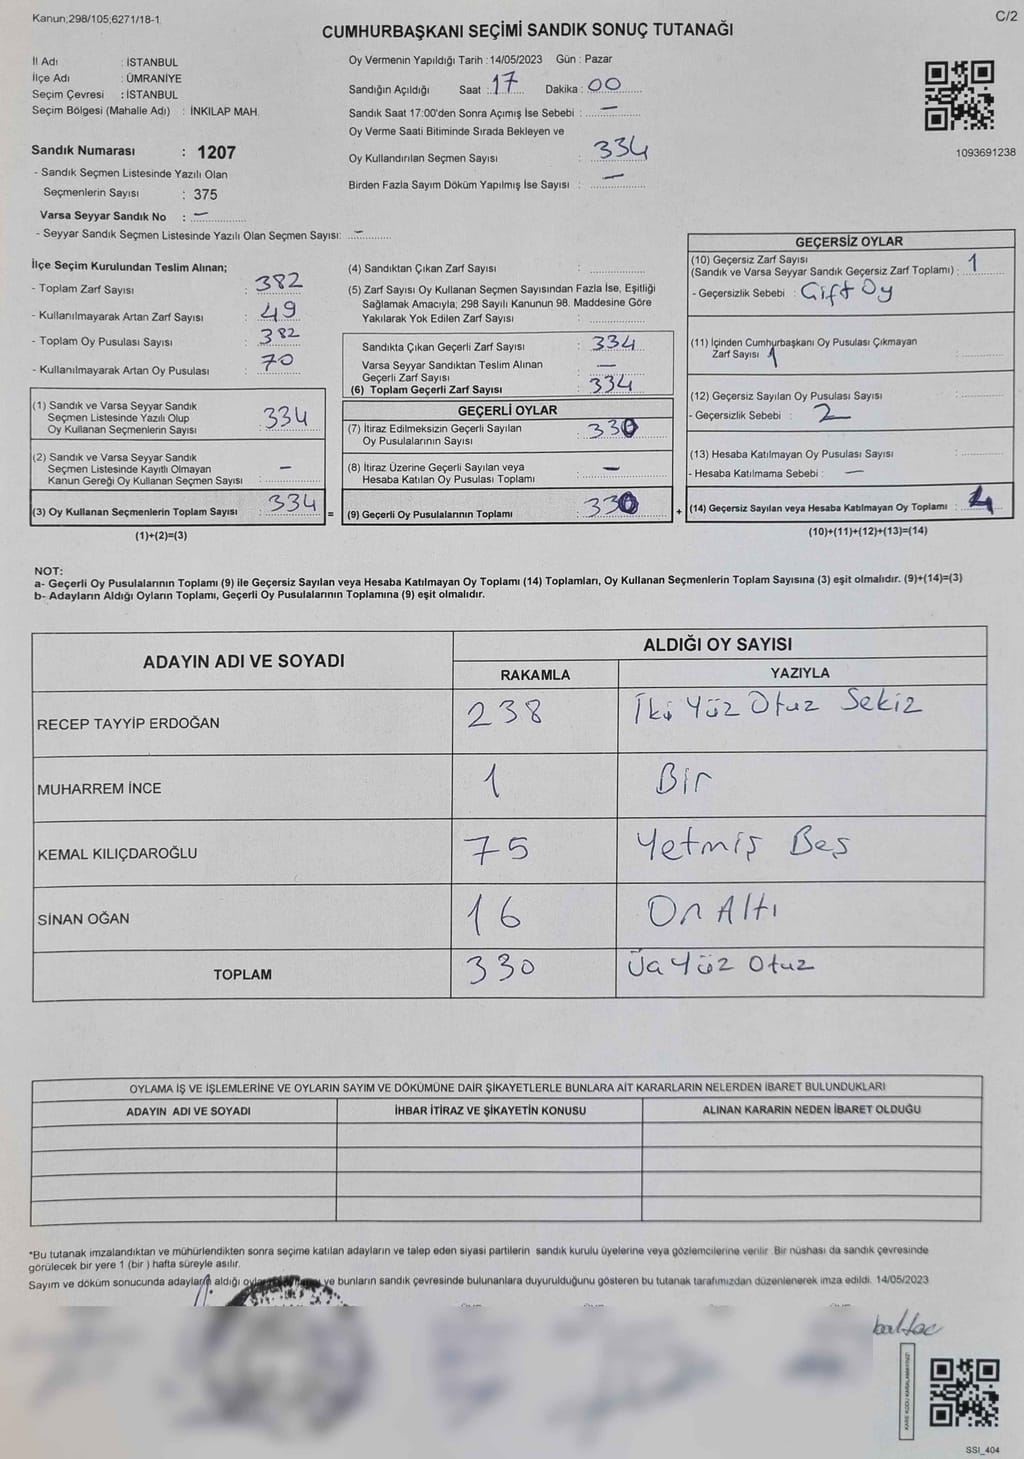 Kanun;298/105;6271/18-1
C/2
CUMHURBAŞKANI SEÇİMİ SANDIK SONUÇ TUTANAĞI
İl Adı : İSTANBUL
İlçe Adı : ÜMRANİYE
Seçim Çevresi : İSTANBUL
Seçim Bölgesi (Mahalle Adı) : İNKILAP MAH.
Sandık Numarası : 1207
- Sandık Seçmen Listesinde Yazılı Olan
Seçmenlerin Sayısı : 375
Varsa Seyyar Sandık No : —
- Seyyar Sandık Seçmen Listesinde Yazılı Olan Seçmen Sayısı: —
Oy Vermenin Yapıldığı Tarih : 14/05/2023 Gün : Pazar
Sandığın Açıldığı Saat : 17 Dakika : 00
Sandık Saat 17:00'den Sonra Açımış İse Sebebi : —
Oy Verme Saati Bitiminde Sırada Bekleyen ve
Oy Kullandırılan Seçmen Sayısı : 334
Birden Fazla Sayım Döküm Yapılmış İse Sayısı : —
1093691238
İlçe Seçim Kurulundan Teslim Alınan;
- Toplam Zarf Sayısı : 382
- Kullanılmayarak Artan Zarf Sayısı : 49
- Toplam Oy Pusulası Sayısı : 382
- Kullanılmayarak Artan Oy Pusulası : 70
(1) Sandık ve Varsa Seyyar Sandık
Seçmen Listesinde Yazılı Olup
Oy Kullanan Seçmenlerin Sayısı : 334
(2) Sandık ve Varsa Seyyar Sandık
Seçmen Listesinde Kayıtlı Olmayan
Kanun Gereği Oy Kullanan Seçmen Sayısı : —
(3) Oy Kullanan Seçmenlerin Toplam Sayısı : 334 =
(1)+(2)=(3)
(4) Sandıktan Çıkan Zarf Sayısı :
(5) Zarf Sayısı Oy Kullanan Seçmen Sayısından Fazla İse, Eşitliği
Sağlamak Amacıyla; 298 Sayılı Kanunun 98. Maddesine Göre
Yakılarak Yok Edilen Zarf Sayısı :
Sandıkta Çıkan Geçerli Zarf Sayısı : 334
Varsa Seyyar Sandıktan Teslim Alınan
Geçerli Zarf Sayısı : —
(6) Toplam Geçerli Zarf Sayısı : 334
GEÇERLİ OYLAR
(7) İtiraz Edilmeksizin Geçerli Sayılan
Oy Pusulalarının Sayısı : 330
(8) İtiraz Üzerine Geçerli Sayılan veya
Hesaba Katılan Oy Pusulası Toplamı : —
(9) Geçerli Oy Pusulalarının Toplamı : 330 +
GEÇERSİZ OYLAR
(10) Geçersiz Zarf Sayısı
(Sandık ve Varsa Seyyar Sandık Geçersiz Zarf Toplamı) : 1
- Geçersizlik Sebebi : Çift Oy
(11) İçinden Cumhurbaşkanı Oy Pusulası Çıkmayan
Zarf Sayısı 1 :
(12) Geçersiz Sayılan Oy Pusulası Sayısı :
- Geçersizlik Sebebi : 2
(13) Hesaba Katılmayan Oy Pusulası Sayısı :
- Hesaba Katılmama Sebebi : —
(14) Geçersiz Sayılan veya Hesaba Katılmayan Oy Toplamı : 4
(10)+(11)+(12)+(13)=(14)
NOT:
a- Geçerli Oy Pusulalarının Toplamı (9) ile Geçersiz Sayılan veya Hesaba Katılmayan Oy Toplamı (14) Toplamları, Oy Kullanan Seçmenlerin Toplam Sayısına (3) eşit olmalıdır. (9)+(14)=(3)
b- Adayların Aldığı Oyların Toplamı, Geçerli Oy Pusulalarının Toplamına (9) eşit olmalıdır.
ADAYIN ADI VE SOYADI ALDIĞI OY SAYISI
RAKAMLA YAZIYLA
RECEP TAYYİP ERDOĞAN 238 İki Yüz Otuz Sekiz
MUHARREM İNCE 1 Bir
KEMAL KILIÇDAROĞLU 75 Yetmiş Beş
SİNAN OĞAN 16 On Altı
TOPLAM 330 Üç Yüz Otuz
OYLAMA İŞ VE İŞLEMLERİNE VE OYLARIN SAYIM VE DÖKÜMÜNE DAİR ŞİKAYETLERLE BUNLARA AİT KARARLARIN NELERDEN İBARET BULUNDUKLARI
ADAYIN ADI VE SOYADI İHBAR İTİRAZ VE ŞİKAYETİN KONUSU ALINAN KARARIN NEDEN İBARET OLDUĞU
*Bu tutanak imzalandıktan ve mühürlendikten sonra seçime katılan adayların ve talep eden siyasi partilerin sandık kurulu üyelerine veya gözlemcilerine verilir. Bir nüshası da sandık çevresinde
görülecek bir yere 1 (bir ) hafta süreyle asılır.
Sayım ve döküm sonucunda adayların aldığı ve bunların sandık çevresinde bulunanlara duyurulduğunu gösteren bu tutanak tarafımızdan düzenlenerek imza edildi. 14/05/2023
SSI_404